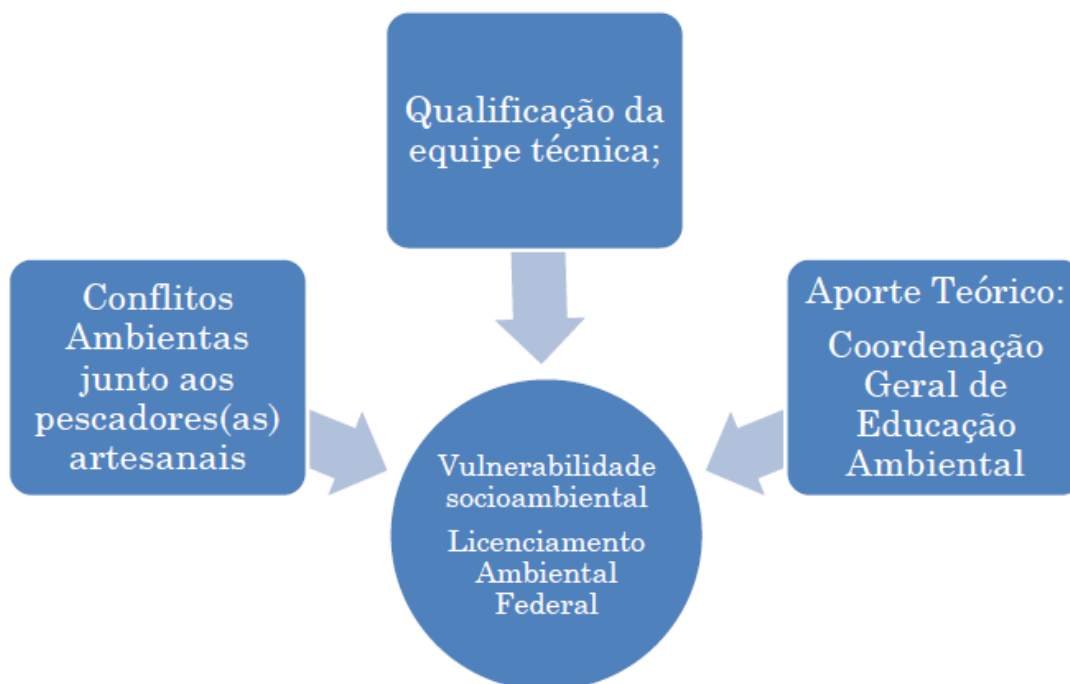 Qualificação da
equipe técnica;
Conflitos
Ambientas
junto aos
pescadores(as)
artesanais
Aporte Teórico:
Coordenação
Geral de
Educação
Ambiental
Vulnerabilidade
socioambiental
Licenciamento
Ambiental
Federal